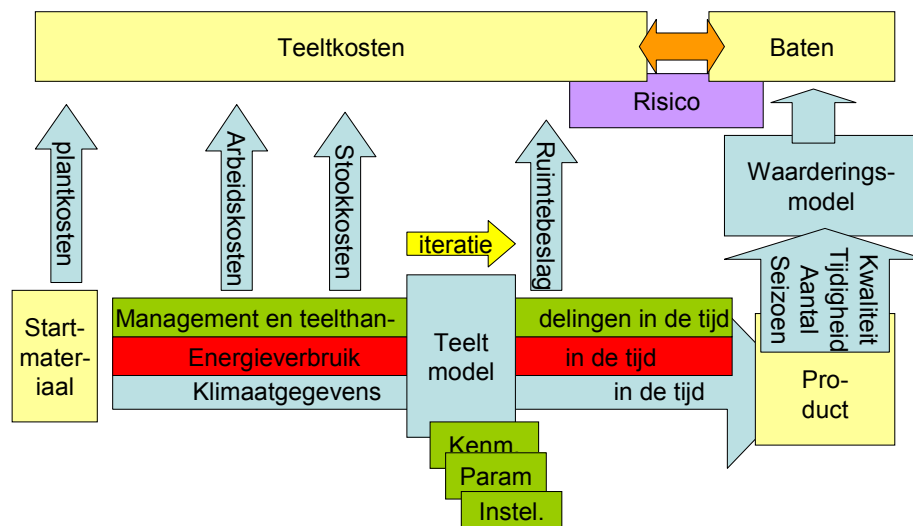 Teeltkosten
Baten
Risico
plantkosten
Arbeidskosten
Stookkosten
Ruimtebeslag
Waarderings-
model
iteratie
Kwaliteit
Tijdigheid
Aantal
Seizoen
Start-
mater-
iaal
Management en teelthan-
delingen in de tijd
Energieverbruik
in de tijd
Klimaatgegevens
in de tijd
Teelt
model
Pro-
duct
Kenm.
Param
Instel.